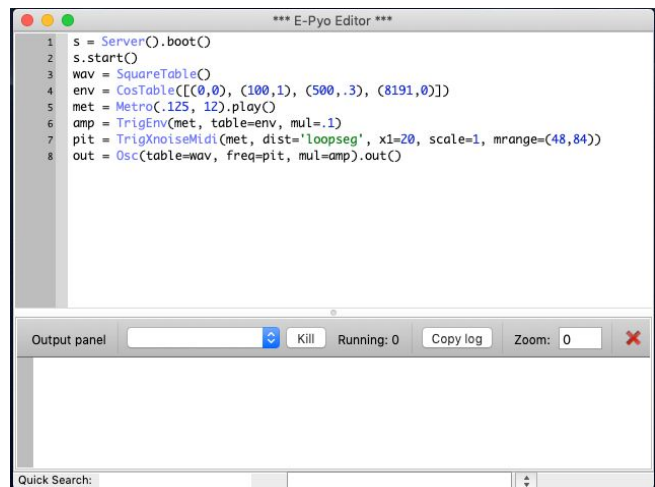 *** E-Pyo Editor ***
1 s = Server().boot()
2 s.start()
3 wav = SquareTable()
4 env = CosTable([(0,0), (100,1), (500,.3), (8191,0)])
5 met = Metro(.125, 12).play()
6 amp = TrigEnv(met, table=env, mul=.1)
7 pit = TrigXnoiseMidi(met, dist='loopseg', x1=20, scale=1, mrange=(48,84))
8 out = Osc(table=wav, freq=pit, mul=amp).out()
Output panel Kill Running: 0 Copy log Zoom: 0
Quick Search: